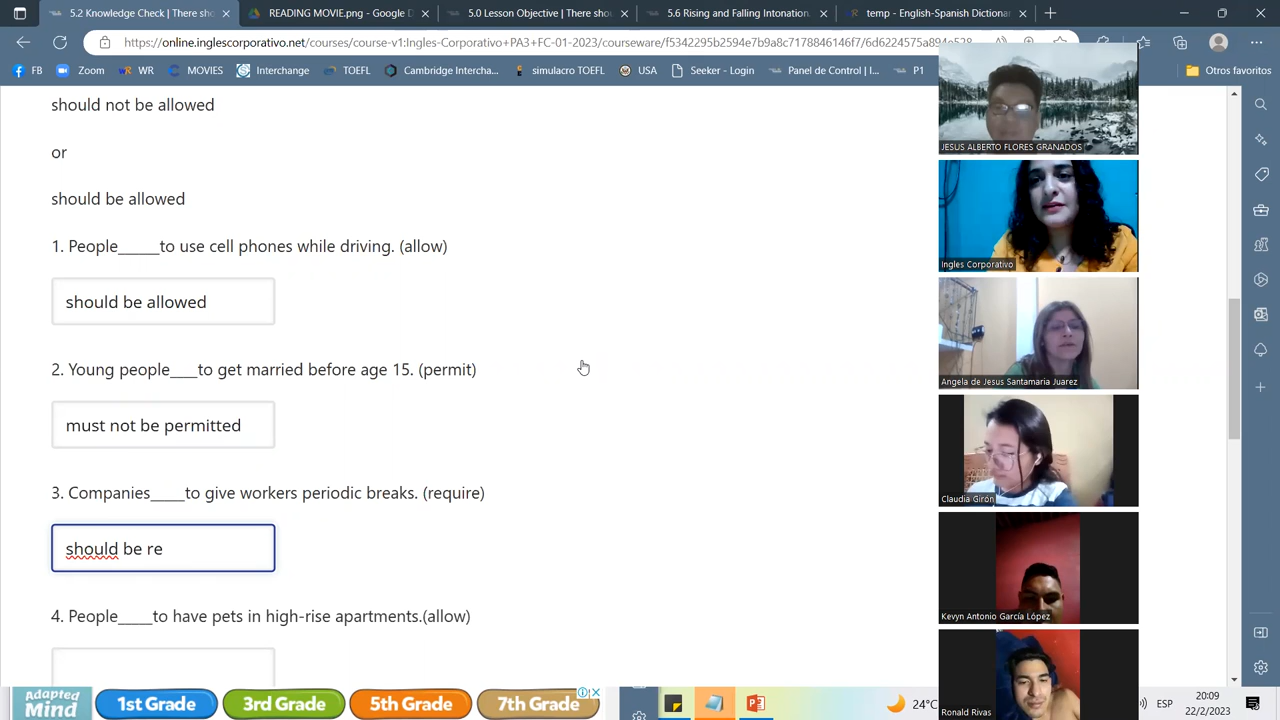 5.2 Knowledge Check | There sho
READING MOVIE.png - Google D
5.0 Lesson Objective | There shou
5.6 Rising and Falling Intonation
temp - English-Spanish Dictionar
https://online.inglescorporativo.net/courses/course-v1:Ingles-Corporativo+PA3+FC-01-2023/courseware/f5342295b2594e7b9a8c7178846146f7/6d6224575a894e528
FB
Zoom
WR
MOVIES
Interchange
TOEFL
Cambridge Intercha...
simulacro TOEFL
USA
Seeker - Login
Panel de Control | I...
P1
Otros favoritos
should not be allowed
or
should be allowed
1. People______to use cell phones while driving. (allow)
should be allowed
2. Young people____to get married before age 15. (permit)
must not be permitted
3. Companies_____to give workers periodic breaks. (require)
should be re
4. People_____to have pets in high-rise apartments.(allow)
JESUS ALBERTO FLORES GRANADOS
Ingles Corporativo
Angela de Jesus Santamaria Juarez
Claudia Girón
Kevyn Antonio García López
Ronald Rivas
Adapted Mind
1st Grade
3rd Grade
5th Grade
7th Grade
24°C
ESP
20:09
22/2/2023